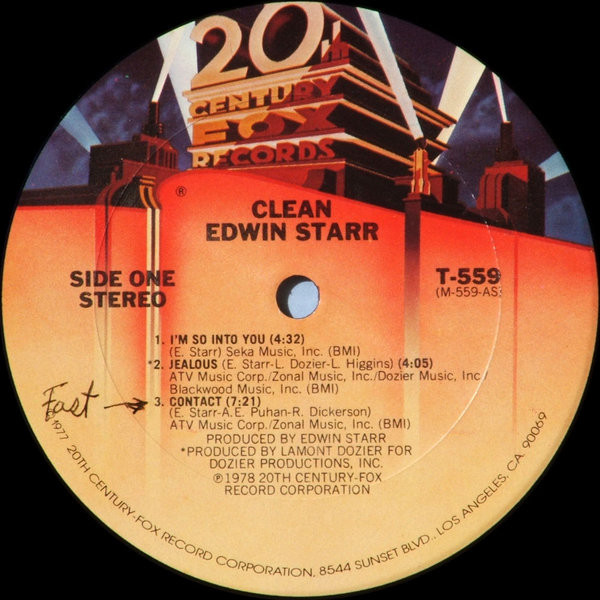 20th
CENTURY
FOX
RECORDS
®
CLEAN
EDWIN STARR
SIDE ONE
STEREO
T-559
(M-559-AS)
1. I'M SO INTO YOU (4:32)
(E. Starr) Seka Music, Inc. (BMI)
*2. JEALOUS (E. Starr-L. Dozier-L. Higgins) (4:05)
ATV Music Corp./Zonal Music, Inc./Dozier Music, Inc./
Blackwood Music, Inc. (BMI)
Fast →
3. CONTACT (7:21)
(E. Starr-A.E. Puhan-R. Dickerson)
ATV Music Corp./Zonal Music, Inc. (BMI)
PRODUCED BY EDWIN STARR
*PRODUCED BY LAMONT DOZIER FOR
DOZIER PRODUCTIONS, INC.
℗1978 20TH CENTURY-FOX
RECORD CORPORATION
©1977 20TH CENTURY-FOX RECORD CORPORATION, 8544 SUNSET BLVD., LOS ANGELES, CA 90069